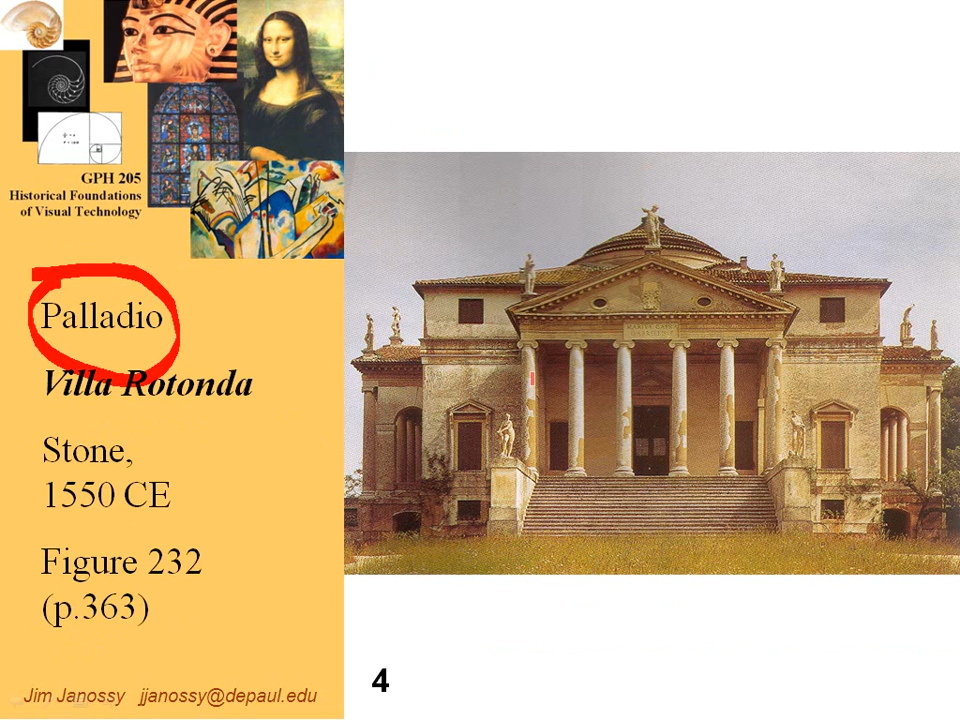 GPH 205
Historical Foundations
of Visual Technology
Palladio
Villa Rotonda
Stone,
1550 CE
Figure 232
(p.363)
Jim Janossy jjanossy@depaul.edu
4